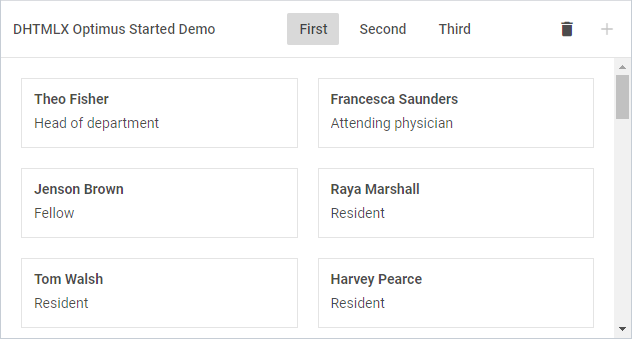 DHTMLX Optimus Started Demo First Second Third
Theo Fisher
Head of department
Francesca Saunders
Attending physician
Jenson Brown
Fellow
Raya Marshall
Resident
Tom Walsh
Resident
Harvey Pearce
Resident